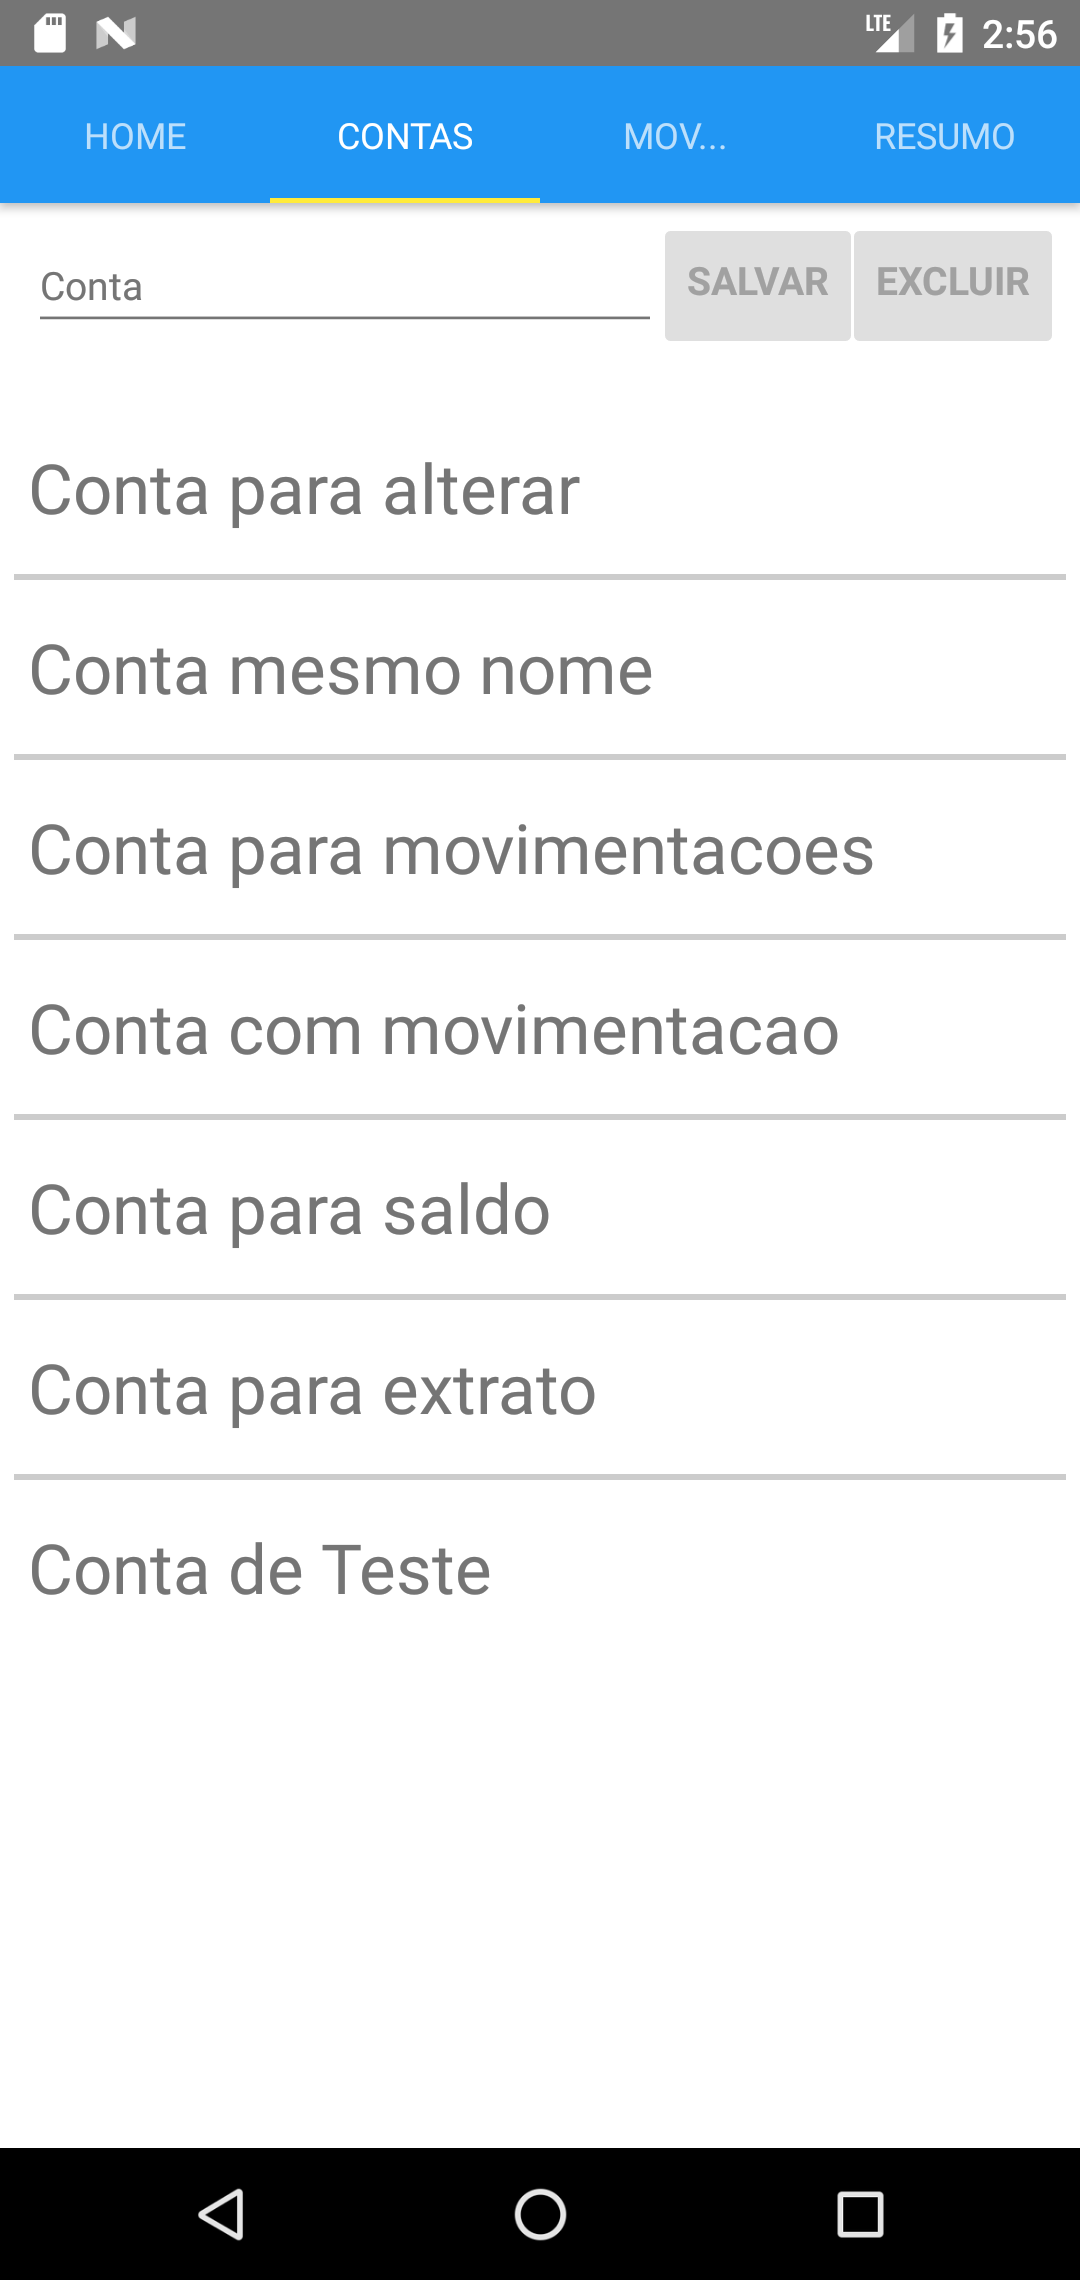 LTE 2:56
HOME CONTAS MOV... RESUMO
Conta SALVAR EXCLUIR
Conta para alterar
Conta mesmo nome
Conta para movimentacoes
Conta com movimentacao
Conta para saldo
Conta para extrato
Conta de Teste